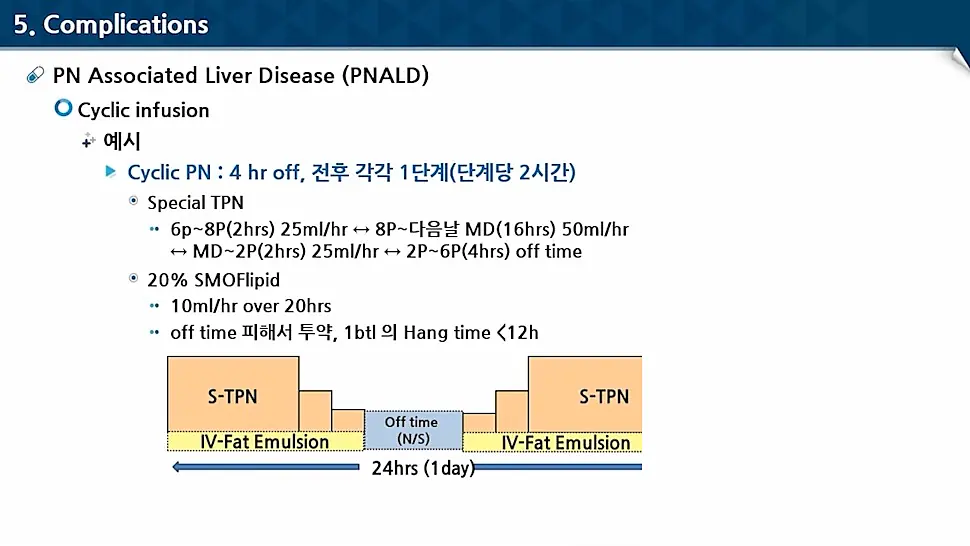 5. Complications
PN Associated Liver Disease (PNALD)
Cyclic infusion
예시
Cyclic PN : 4 hr off, 전후 각각 1단계(단계당 2시간)
Special TPN
6p~8P(2hrs) 25ml/hr ↔ 8P~다음날 MD(16hrs) 50ml/hr
↔ MD~2P(2hrs) 25ml/hr ↔ 2P~6P(4hrs) off time
20% SMOFlipid
10ml/hr over 20hrs
off time 피해서 투약, 1btl 의 Hang time <12h
S-TPN
S-TPN
Off time
(N/S)
IV-Fat Emulsion
IV-Fat Emulsion
24hrs (1day)